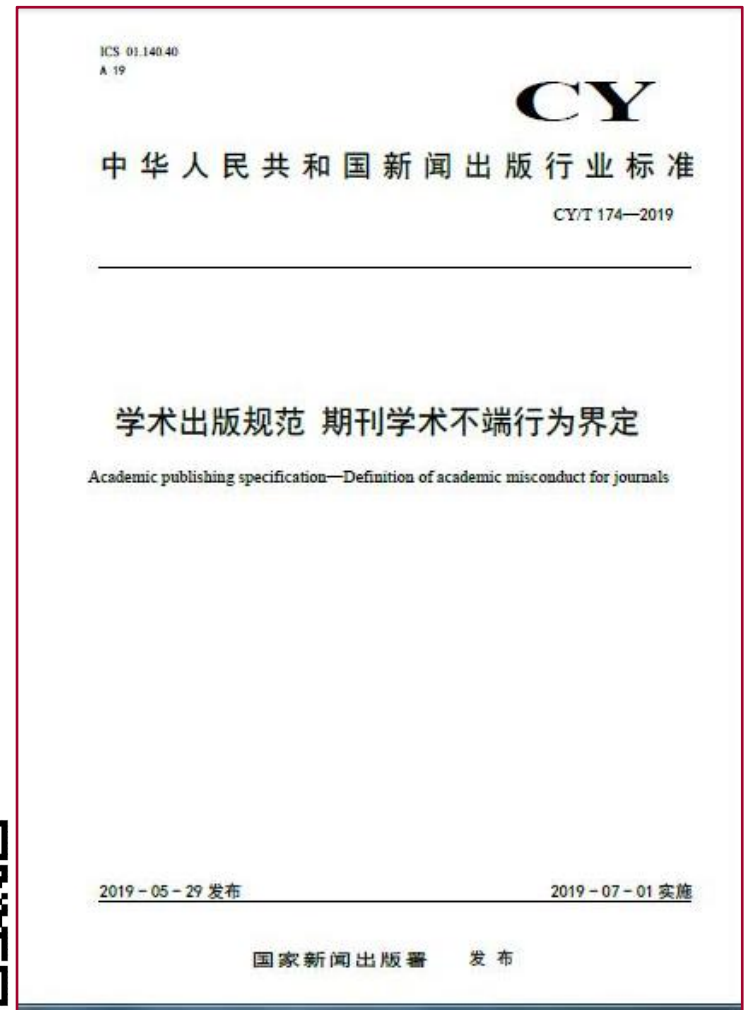 ICS 01.140.40
A 19
CY
中华人民共和国新闻出版行业标准
CY/T 174—2019
学术出版规范 期刊学术不端行为界定
Academic publishing specification—Definition of academic misconduct for journals
2019-05-29 发布
2019-07-01 实施
国家新闻出版署 发布